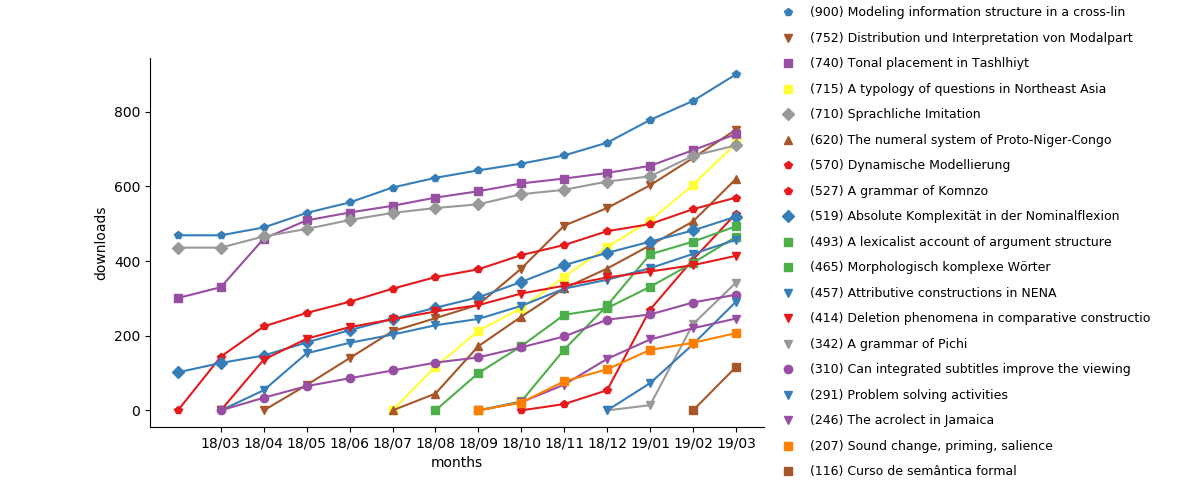 (900) Modeling information structure in a cross-lin
(752) Distribution und Interpretation von Modalpart
(740) Tonal placement in Tashlhiyt
(715) A typology of questions in Northeast Asia
(710) Sprachliche Imitation
(620) The numeral system of Proto-Niger-Congo
(570) Dynamische Modellierung
(527) A grammar of Komnzo
(519) Absolute Komplexität in der Nominalflexion
(493) A lexicalist account of argument structure
(465) Morphologisch komplexe Wörter
(457) Attributive constructions in NENA
(414) Deletion phenomena in comparative constructio
(342) A grammar of Pichi
(310) Can integrated subtitles improve the viewing
(291) Problem solving activities
(246) The acrolect in Jamaica
(207) Sound change, priming, salience
(116) Curso de semântica formal
downloads
800
600
400
200
0
18/03 18/04 18/05 18/06 18/07 18/08 18/09 18/10 18/11 18/12 19/01 19/02 19/03
months